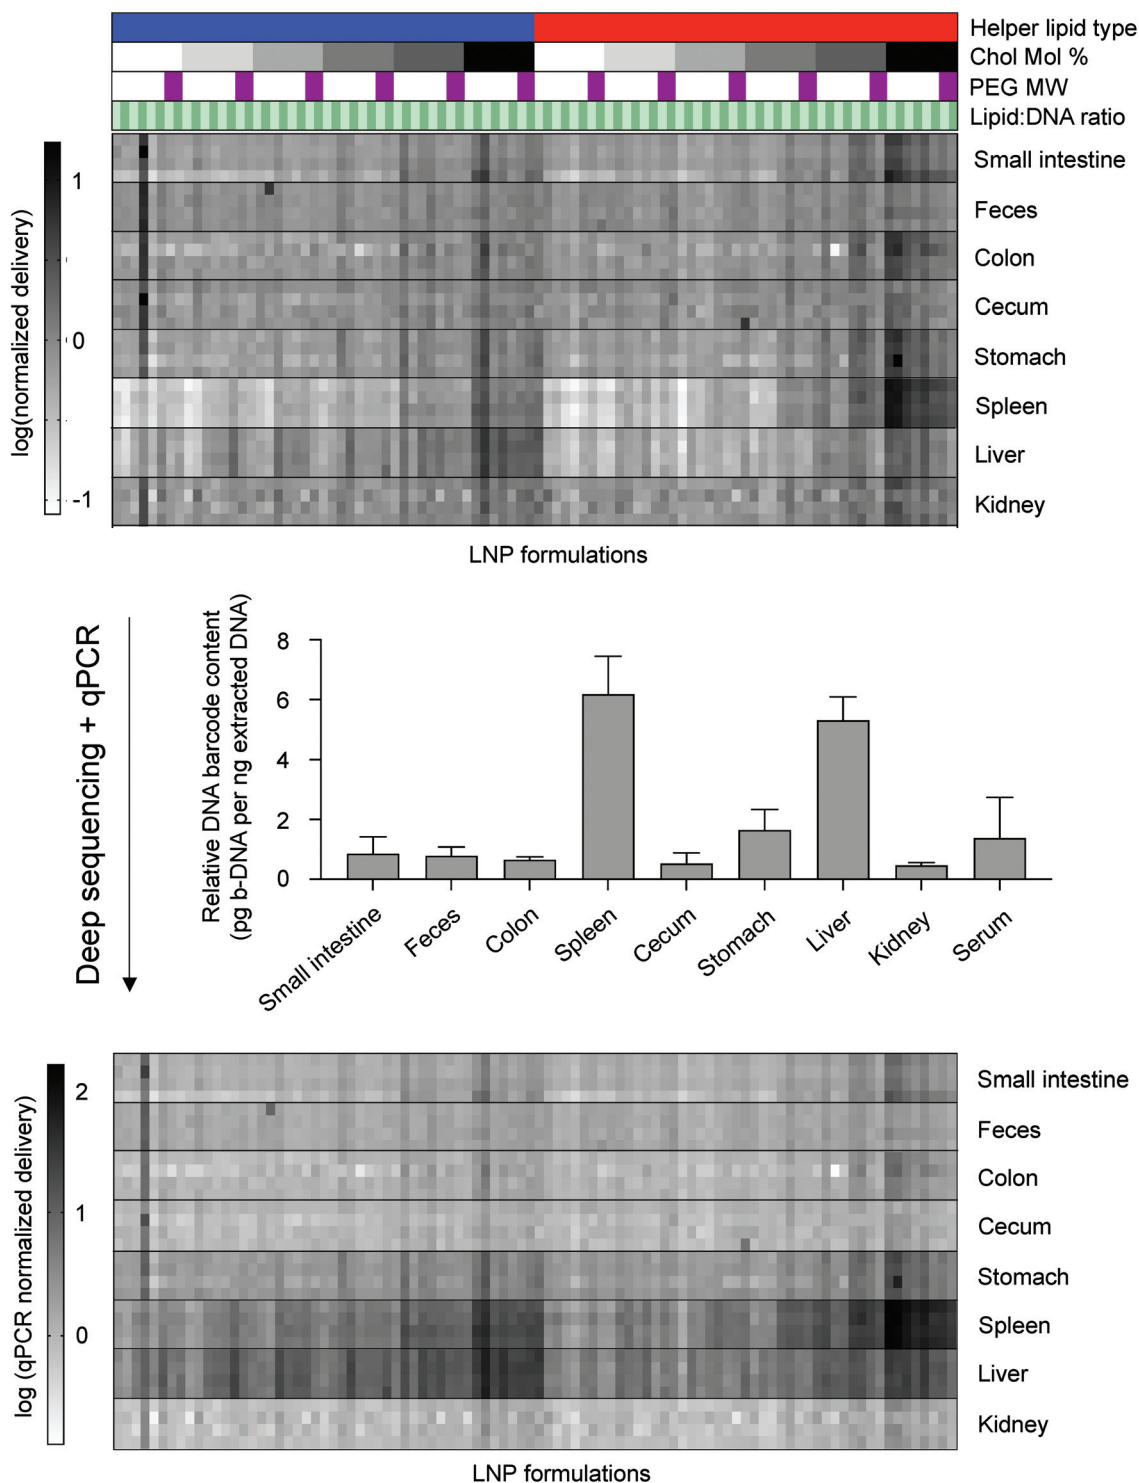 Helper lipid type
Chol Mol %
PEG MW
Lipid:DNA ratio
log(normalized delivery)
1
0
-1
Small intestine
Feces
Colon
Cecum
Stomach
Spleen
Liver
Kidney
LNP formulations
Deep sequencing + qPCR
Relative DNA barcode content
(pg b-DNA per ng extracted DNA)
8
6
4
2
0
Small intestine
Feces
Colon
Spleen
Cecum
Stomach
Liver
Kidney
Serum
log (qPCR normalized delivery)
2
1
0
Small intestine
Feces
Colon
Cecum
Stomach
Spleen
Liver
Kidney
LNP formulations